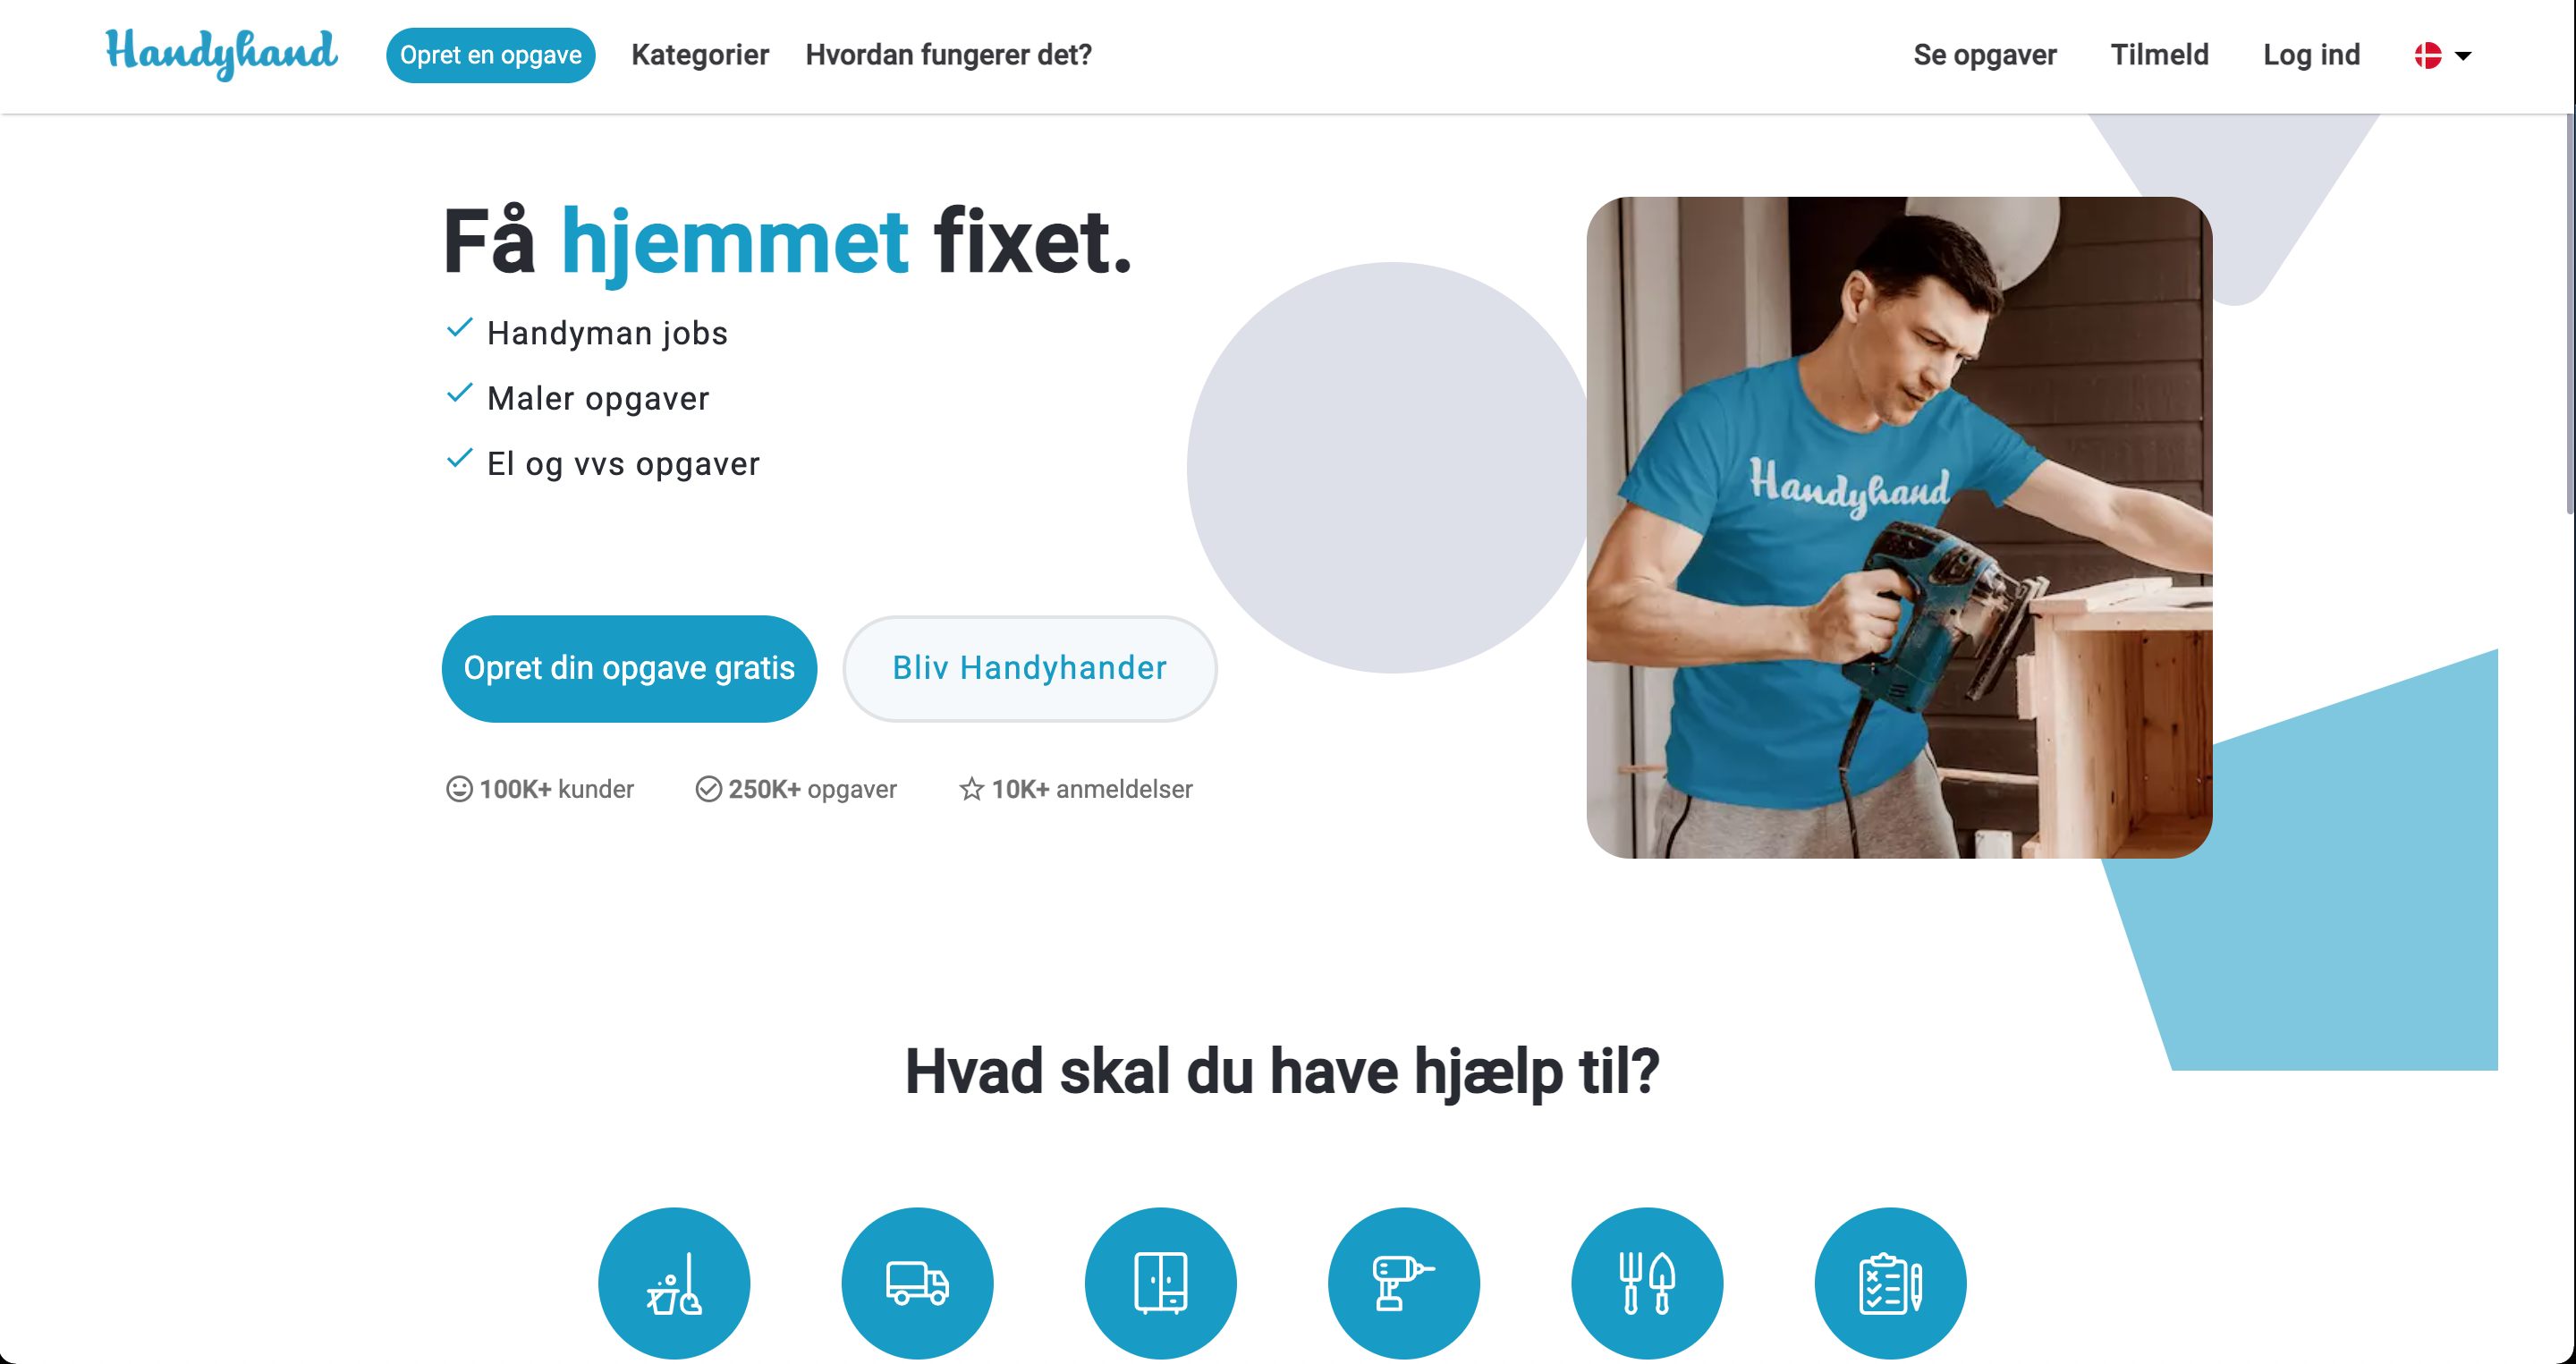 Handyhand
Opret en opgave
Kategorier
Hvordan fungerer det?
Se opgaver
Tilmeld
Log ind
Få hjemmet fixet.
Handyman jobs
Maler opgaver
El og vvs opgaver
Handyhand
Opret din opgave gratis
Bliv Handyhander
100K+ kunder
250K+ opgaver
10K+ anmeldelser
Hvad skal du have hjælp til?